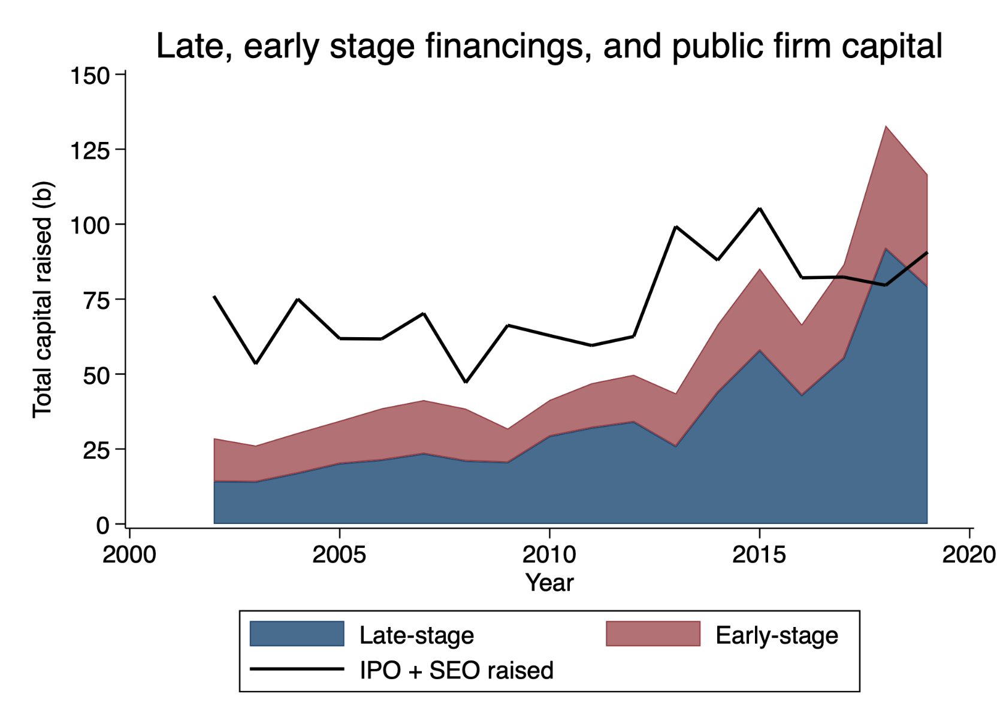 Late, early stage financings, and public firm capital
150
125
100
75
50
25
0
Total capital raised (b)
2000 2005 2010 2015 2020
Year
Late-stage Early-stage
IPO + SEO raised